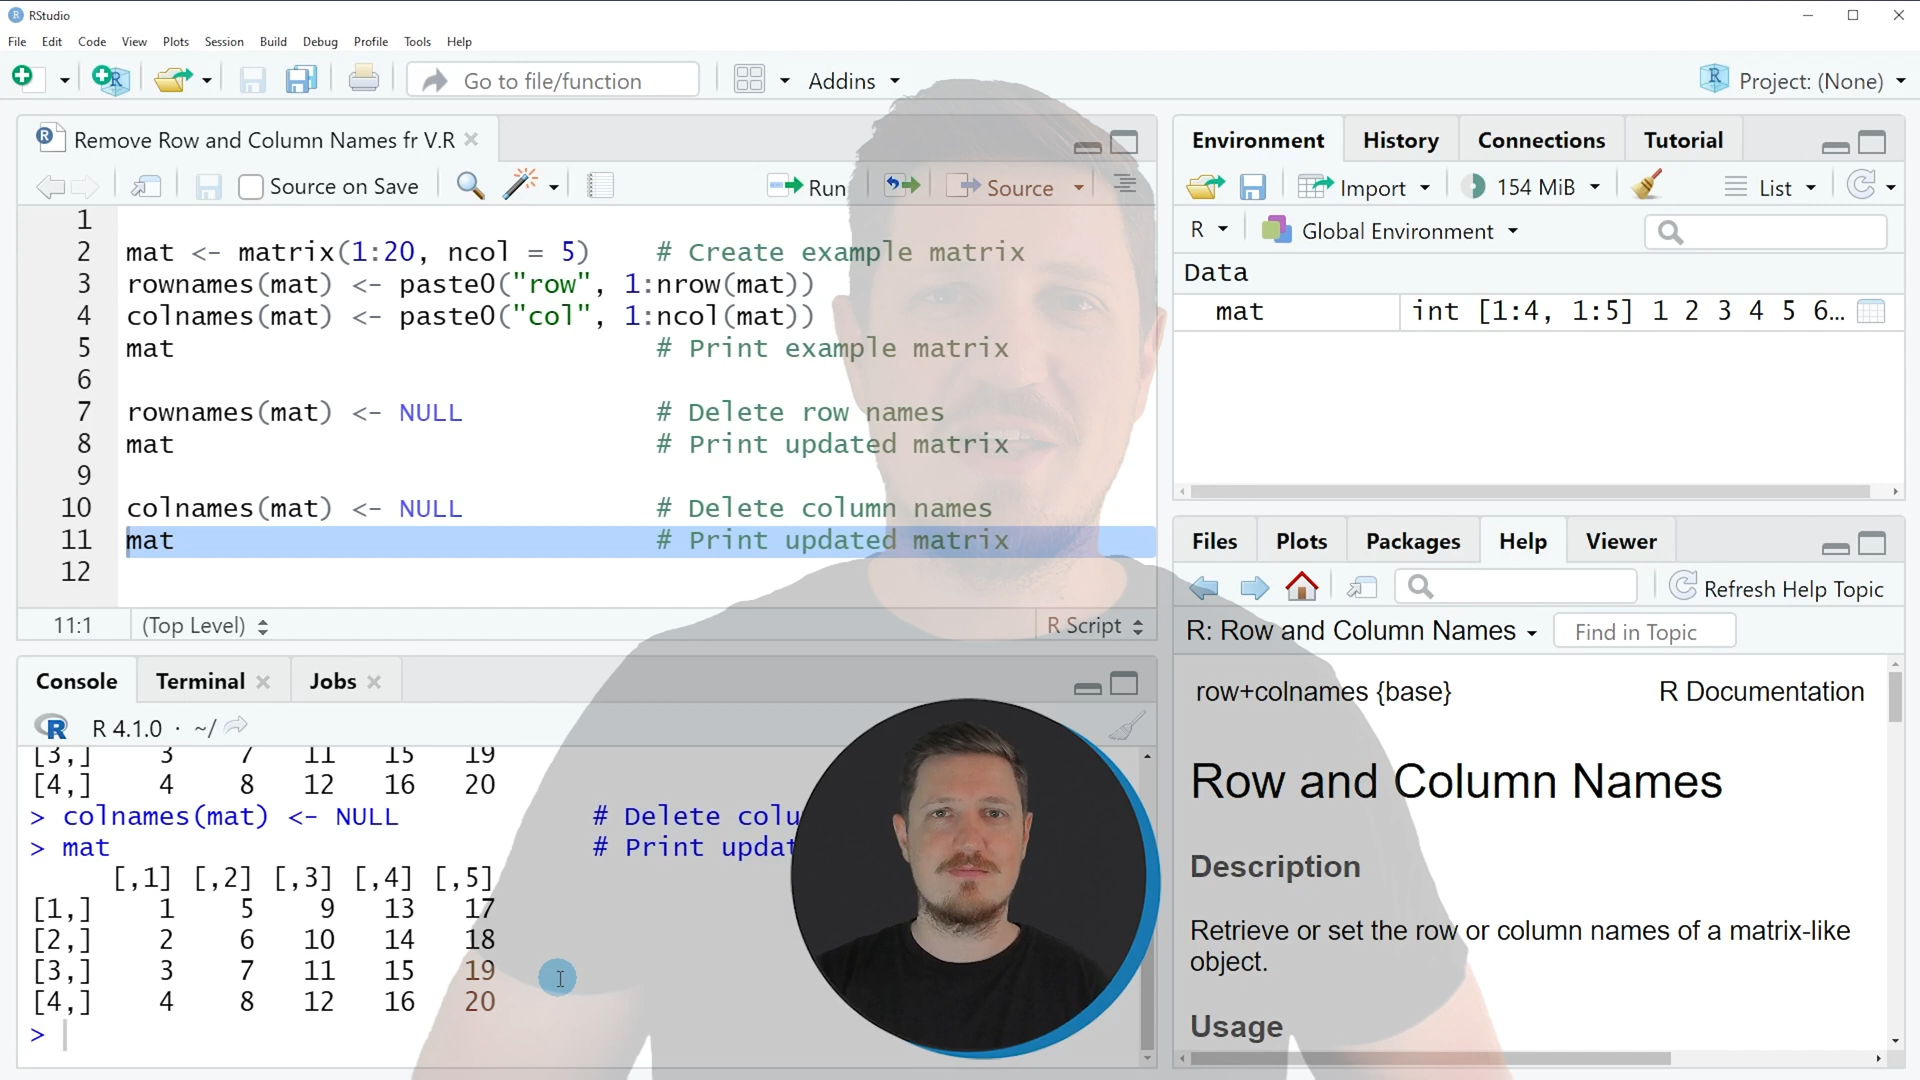 RStudio
File Edit Code View Plots Session Build Debug Profile Tools Help
Go to file/function
Addins
Project: (None)
Remove Row and Column Names fr V.R
Source on Save
Run
Source
1
2 mat <- matrix(1:20, ncol = 5) # Create example matrix
3 rownames(mat) <- paste0("row", 1:nrow(mat))
4 colnames(mat) <- paste0("col", 1:ncol(mat))
5 mat # Print example matrix
6
7 rownames(mat) <- NULL # Delete row names
8 mat # Print updated matrix
9
10 colnames(mat) <- NULL # Delete column names
11 mat # Print updated matrix
12
11:1 (Top Level) R Script
Console Terminal Jobs
R R 4.1.0 · ~/
[3,] 3 7 11 15 19
[4,] 4 8 12 16 20
> colnames(mat) <- NULL # Delete colu
> mat # Print updat
[,1] [,2] [,3] [,4] [,5]
[1,] 1 5 9 13 17
[2,] 2 6 10 14 18
[3,] 3 7 11 15 19
[4,] 4 8 12 16 20
>
Environment History Connections Tutorial
Import 154 MiB List
R Global Environment
Data
mat int [1:4, 1:5] 1 2 3 4 5 6...
Files Plots Packages Help Viewer
Refresh Help Topic
R: Row and Column Names Find in Topic
row+colnames {base} R Documentation
Row and Column Names
Description
Retrieve or set the row or column names of a matrix-like
object.
Usage